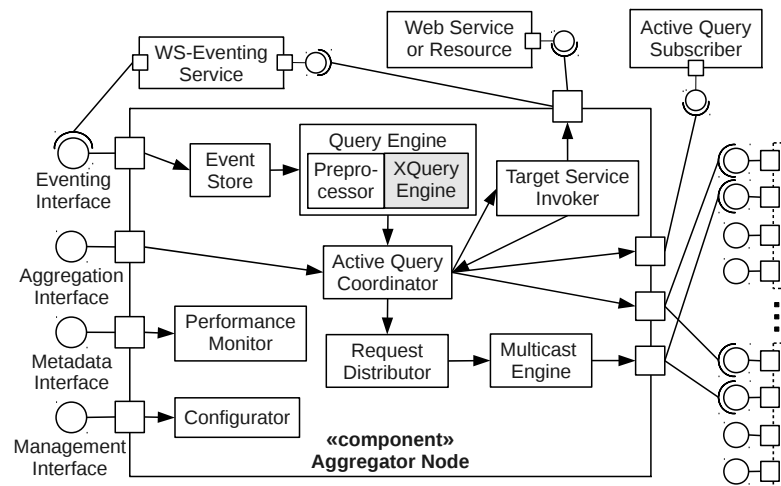 WS-Eventing
Service
Web Service
or Resource
Active Query
Subscriber
Eventing
Interface
Event
Store
Query Engine
Prepro-
cessor
XQuery
Engine
Target Service
Invoker
Aggregation
Interface
Active Query
Coordinator
Metadata
Interface
Performance
Monitor
Request
Distributor
Multicast
Engine
Management
Interface
Configurator
«component»
Aggregator Node